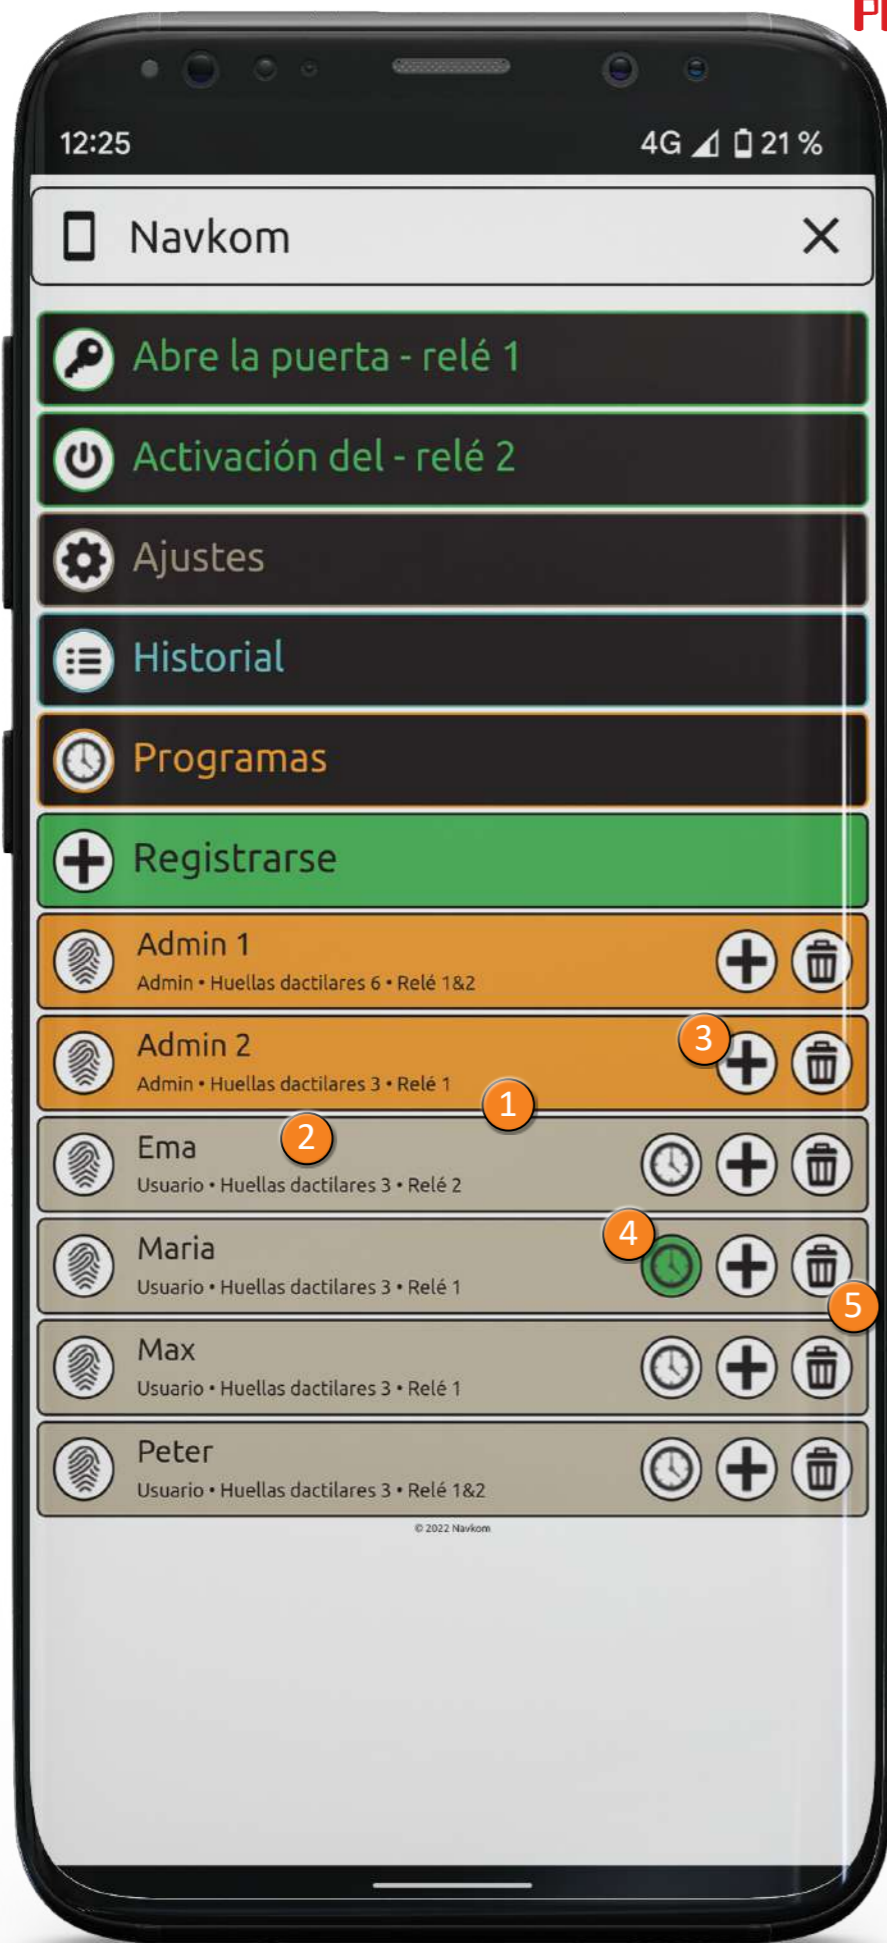 12:25 4G 21 %
Navkom
Abre la puerta - relé 1
Activación del - relé 2
Ajustes
Historial
Programas
Registrarse
Admin 1
Admin • Huellas dactilares 6 • Relé 1&2
Admin 2
3
Admin • Huellas dactilares 3 • Relé 1
1
Ema
2
Usuario • Huellas dactilares 3 • Relé 2
Maria
4
Usuario • Huellas dactilares 3 • Relé 1
5
Max
Usuario • Huellas dactilares 3 • Relé 1
Peter
Usuario • Huellas dactilares 3 • Relé 1&2
© 2022 Navkom